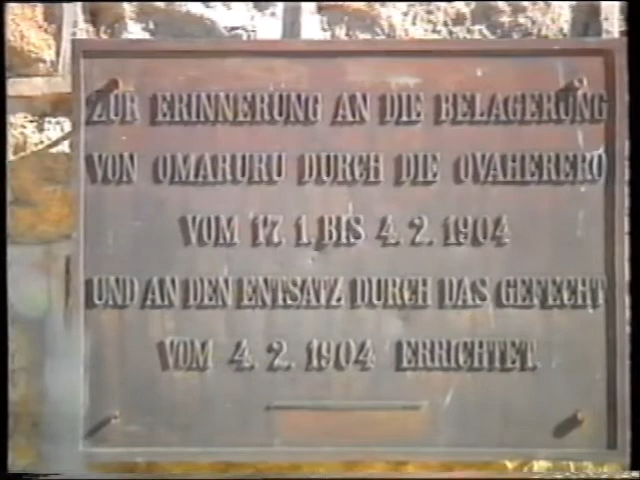 ZUR ERINNERUNG AN DIE BELAGERUNG
VON OMARURU DURCH DIE OVAHERERO
VOM 17. 1. BIS 4. 2. 1904
UND AN DEN ENTSATZ DURCH DAS GEFECHT
VOM 4. 2. 1904 ERRICHTET.